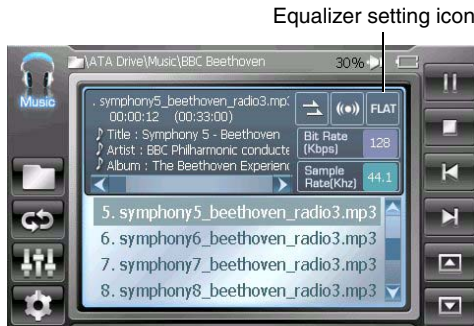 Equalizer setting icon
\ATA Drive\Music\BBC Beethoven 30%
Music
. symphony5_beethoven_radio3.mp
00:00:12 (00:33:00)
FLAT
Title : Symphony 5 - Beethoven
Artist : BBC Philharmonic conducte
Album : The Beethoven Experienc
Bit Rate
(Kbps) 128
Sample
Rate(Khz) 44.1
5. symphony5_beethoven_radio3.mp3
6. symphony6_beethoven_radio3.mp3
7. symphony7_beethoven_radio3.mp3
8. symphony8_beethoven_radio3.mp3